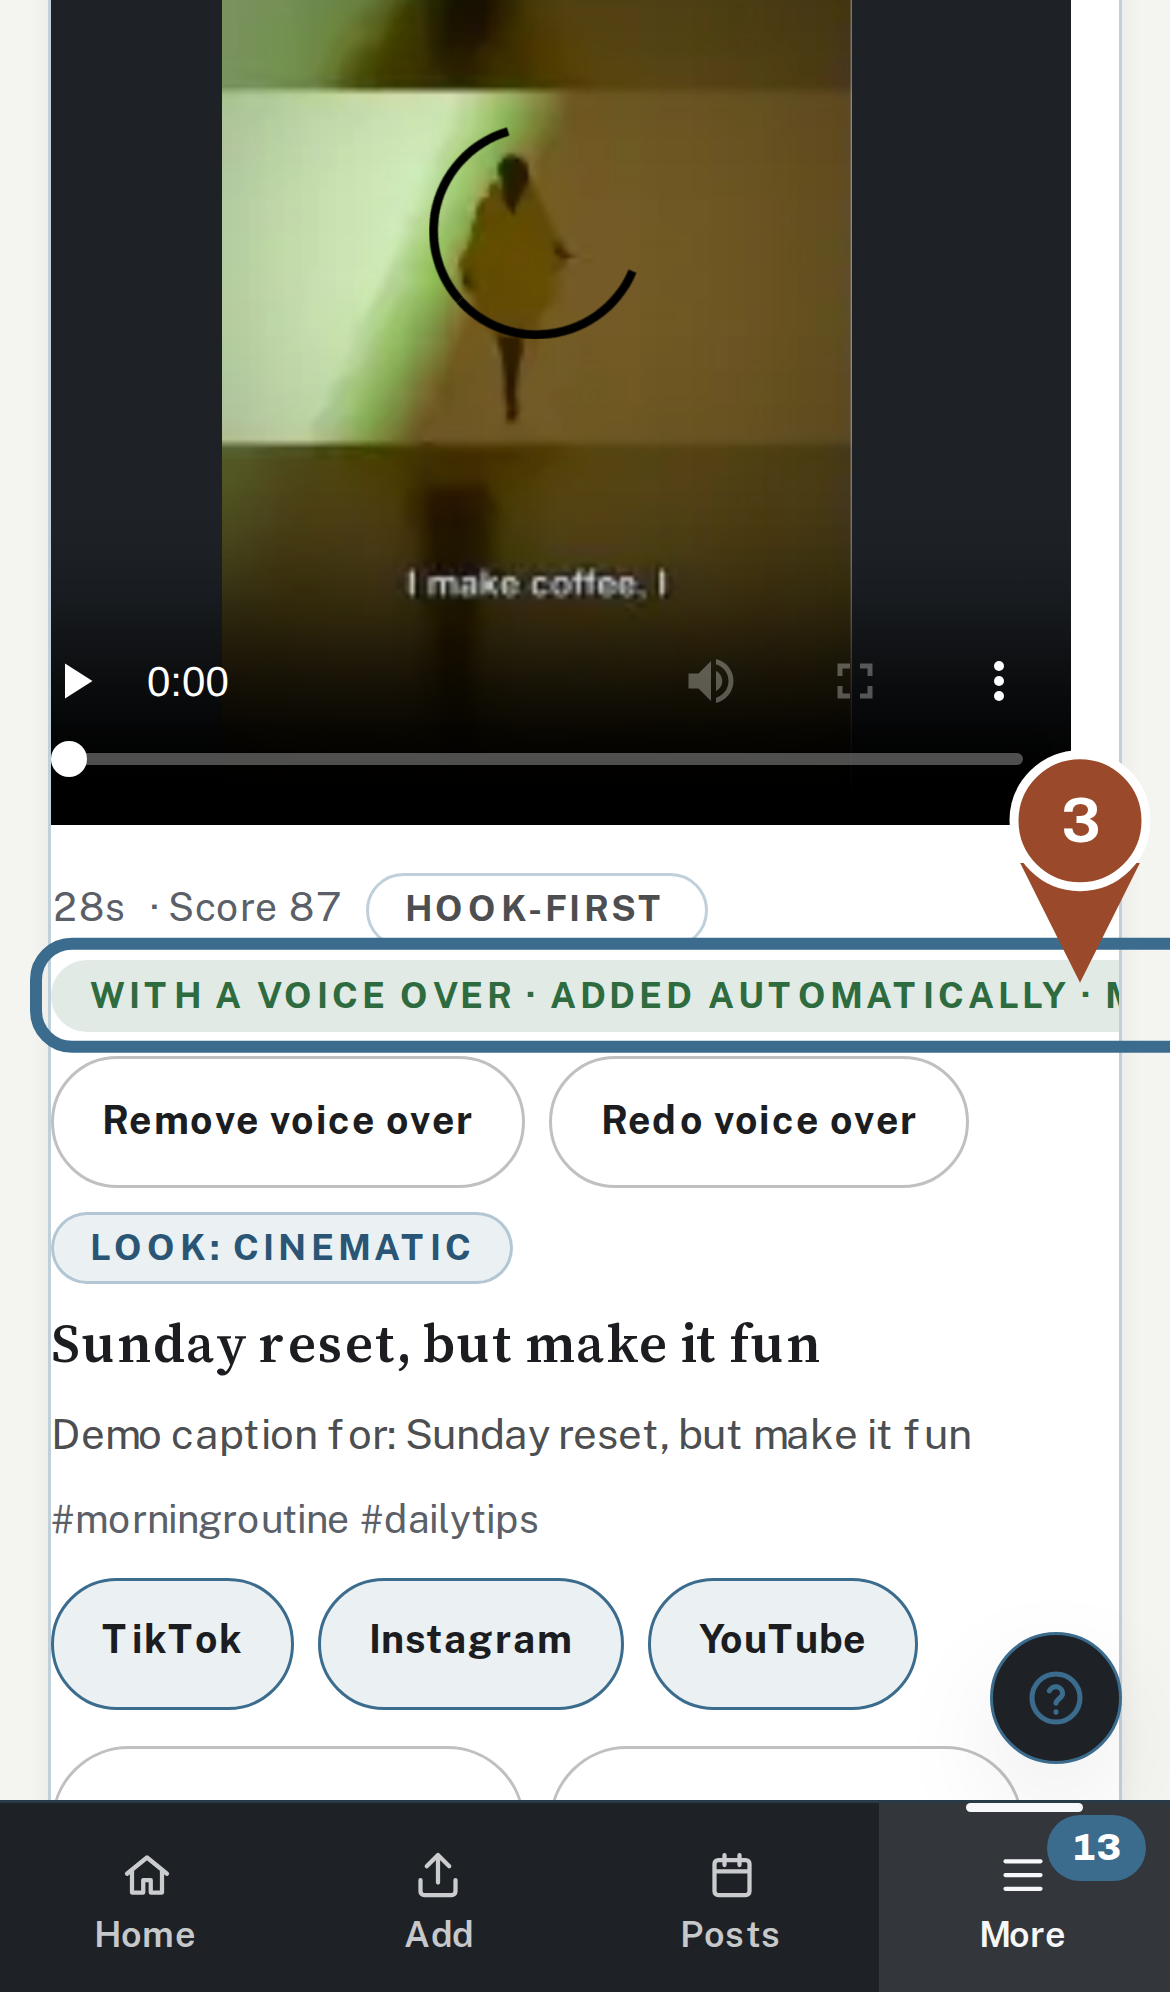 I make coffee, I
0:00
3
28s · Score 87 HOOK-FIRST
WITH A VOICE OVER · ADDED AUTOMATICALLY ·
Remove voice over Redo voice over
LOOK: CINEMATIC
Sunday reset, but make it fun
Demo caption for: Sunday reset, but make it fun
#morningroutine #dailytips
TikTok Instagram YouTube
13
Home Add Posts More